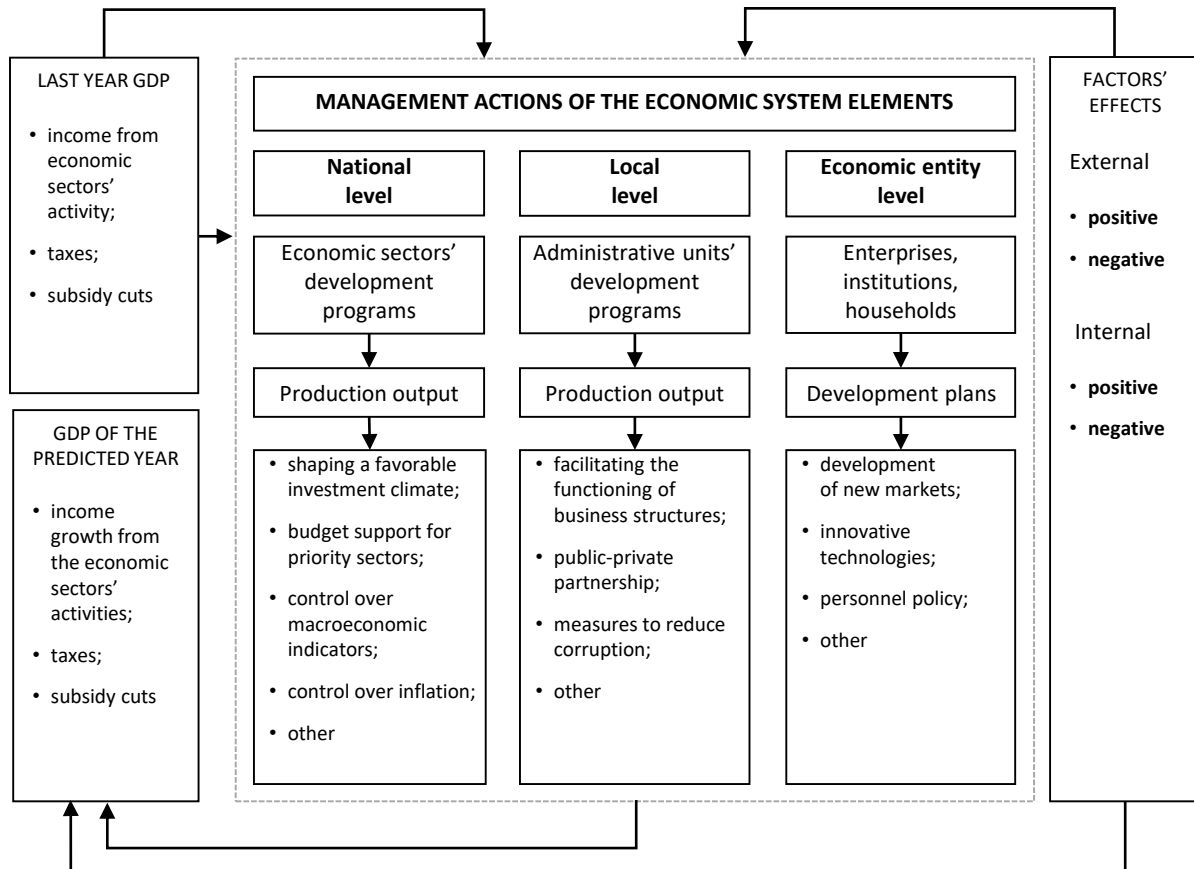 LAST YEAR GDP
• income from
economic
sectors’
activity;
• taxes;
• subsidy cuts
GDP OF THE
PREDICTED YEAR
• income
growth from
the economic
sectors’
activities;
• taxes;
• subsidy cuts
MANAGEMENT ACTIONS OF THE ECONOMIC SYSTEM ELEMENTS
National
level
Economic sectors’
development
programs
Production output
• shaping a favorable
investment climate;
• budget support for
priority sectors;
• control over
macroeconomic
indicators;
• control over inflation;
• other
Local
level
Administrative units’
development
programs
Production output
• facilitating the
functioning of
business structures;
• public-private
partnership;
• measures to reduce
corruption;
• other
Economic entity
level
Enterprises,
institutions,
households
Development plans
• development
of new markets;
• innovative
technologies;
• personnel policy;
• other
FACTORS’
EFFECTS
External
• positive
• negative
Internal
• positive
• negative